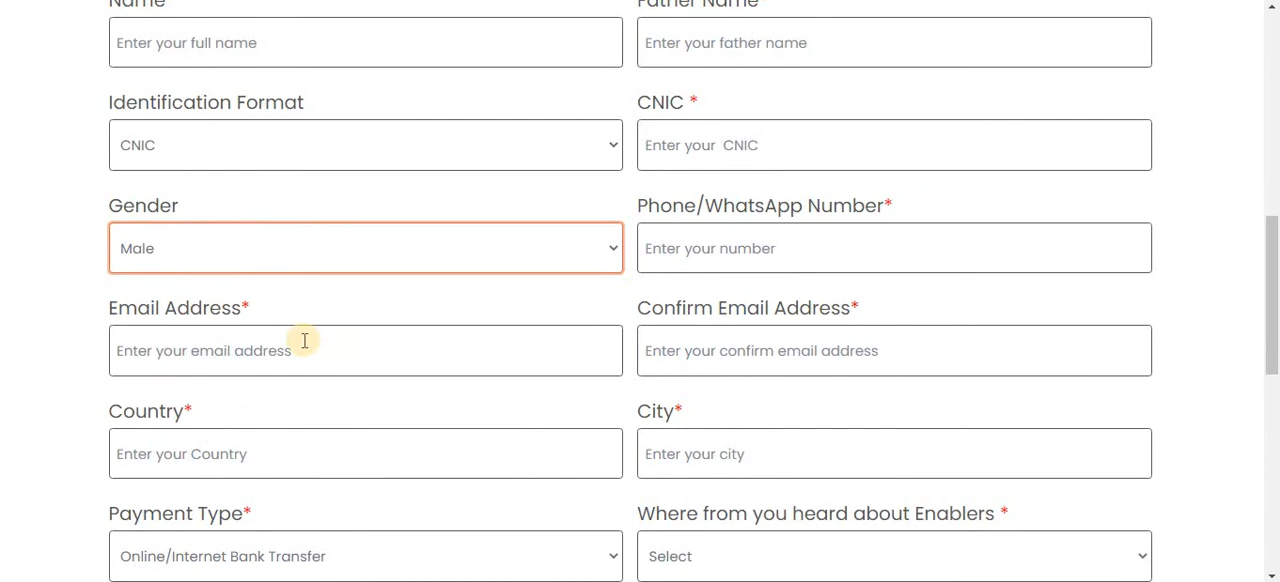 Name Father Name*
Enter your full name Enter your father name
Identification Format CNIC *
CNIC Enter your CNIC
Gender Phone/WhatsApp Number*
Male Enter your number
Email Address* Confirm Email Address*
Enter your email address Enter your confirm email address
Country* City*
Enter your Country Enter your city
Payment Type* Where from you heard about Enablers *
Online/Internet Bank Transfer Select